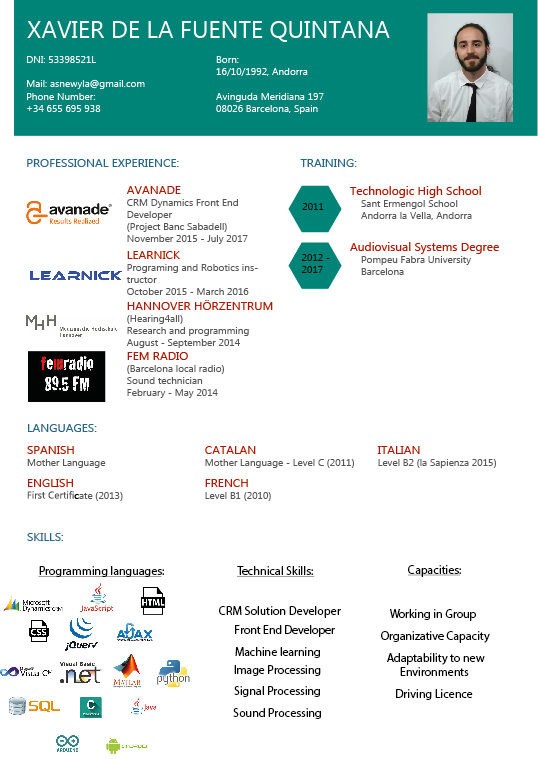 XAVIER DE LA FUENTE QUINTANA
DNI: 53398521L
Mail: asnewyla@gmail.com
Phone Number:
+34 655 695 938
Born:
16/10/1992, Andorra
Avinguda Meridiana 197
08026 Barcelona, Spain
PROFESSIONAL EXPERIENCE:
avanade
Results Realized
AVANADE
CRM Dynamics Front End
Developer
(Project Banc Sabadell)
November 2015 - July 2017
LEARNICK
LEARNICK
Programing and Robotics ins-
tructor
October 2015 - March 2016
MHH
Medizinische Hochschule
Hannover
HANNOVER HÖRZENTRUM
(Hearing4all)
Research and programming
August - September 2014
femradio
89.5 FM
FEM RADIO
(Barcelona local radio)
Sound technician
February - May 2014
TRAINING:
2011
Technologic High School
Sant Ermengol School
Andorra la Vella, Andorra
2012 -
2017
Audiovisual Systems Degree
Pompeu Fabra University
Barcelona
LANGUAGES:
SPANISH
Mother Language
CATALAN
Mother Language - Level C (2011)
ITALIAN
Level B2 (la Sapienza 2015)
ENGLISH
First Certificate (2013)
FRENCH
Level B1 (2010)
SKILLS:
Programming languages:
Microsoft
Dynamics CRM
JavaScript
HTML
CSS
jQuery
AJAX
Visual C#
Visual Basic
.net
MATLAB
python
SQL
C
Java
ARDUINO
Technical Skills:
CRM Solution Developer
Front End Developer
Machine learning
Image Processing
Signal Processing
Sound Processing
Capacities:
Working in Group
Organizative Capacity
Adaptability to new
Environments
Driving Licence